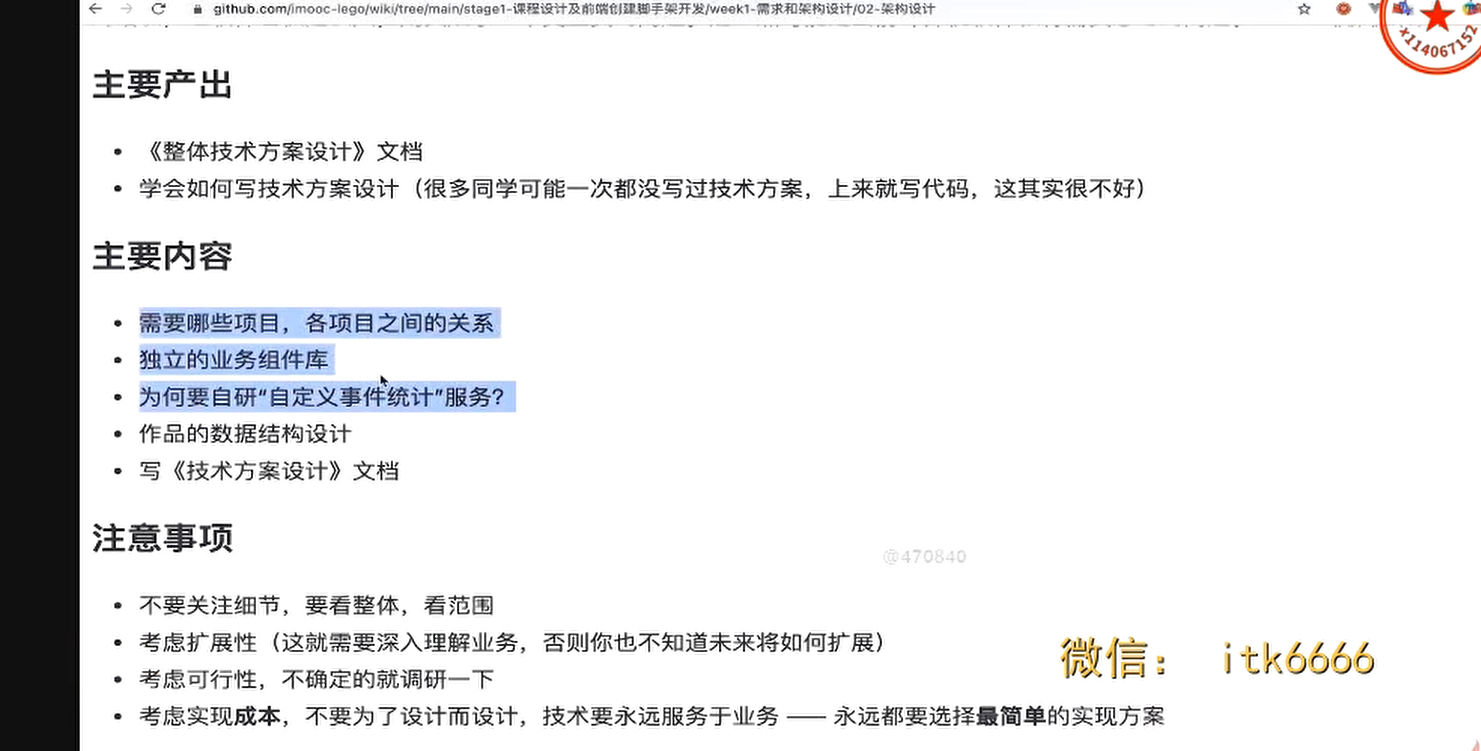 github.com/imooc-lego/wiki/tree/main/stage1-课程设计及前端创建脚手架开发/week1-需求和架构设计/02-架构设计
x114067152
主要产出
《整体技术方案设计》文档
学会如何写技术方案设计（很多同学可能一次都没写过技术方案，上来就写代码，这其实很不好）
主要内容
需要哪些项目，各项目之间的关系
独立的业务组件库
为何要自研“自定义事件统计”服务？
作品的数据结构设计
写《技术方案设计》文档
注意事项
@470840
不要关注细节，要看整体，看范围
考虑扩展性（这就需要深入理解业务，否则你也不知道未来将如何扩展）
微信： itk6666
考虑可行性，不确定的就调研一下
考虑实现成本，不要为了设计而设计，技术要永远服务于业务 —— 永远都要选择最简单的实现方案